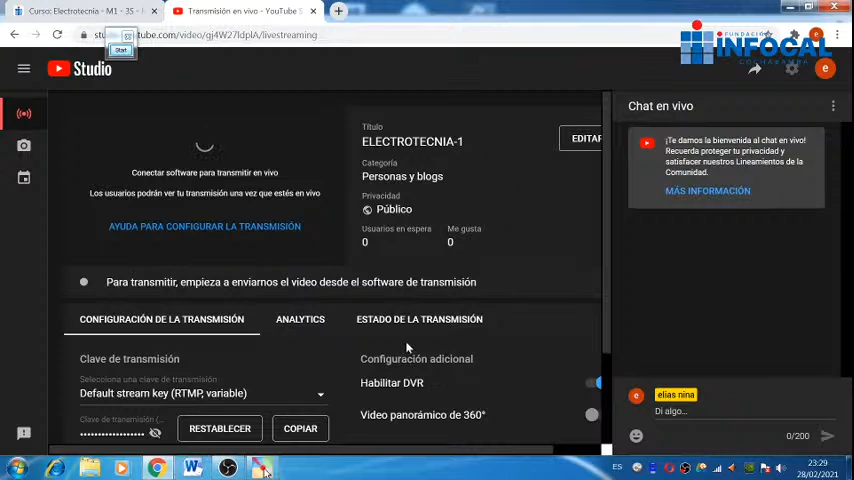 Curso: Electrotecnia - M1 - 35 -
Transmisión en vivo - YouTube S
Start
tube.com/video/gj4W27ldplA/livestreaming
INFOCAL
COCHABAMBA
Studio
e
Conectar software para transmitir en vivo
Los usuarios podrán ver tu transmisión una vez que estés en vivo
AYUDA PARA CONFIGURAR LA TRANSMISIÓN
Título
ELECTROTECNIA-1
EDITAR
Categoría
Personas y blogs
Privacidad
Público
Usuarios en espera
Me gusta
0
0
Para transmitir, empieza a enviarnos el video desde el software de transmisión
CONFIGURACIÓN DE LA TRANSMISIÓN
ANALYTICS
ESTADO DE LA TRANSMISIÓN
Clave de transmisión
Selecciona una clave de transmisión
Default stream key (RTMP, variable)
Clave de transmisión (
RESTABLECER
COPIAR
Configuración adicional
Habilitar DVR
Video panorámico de 360°
Chat en vivo
¡Te damos la bienvenida al chat en vivo!
Recuerda proteger tu privacidad y
satisfacer nuestros Lineamientos de la
Comunidad.
MÁS INFORMACIÓN
e
elias nina
Di algo...
0/200
ES
23:29
28/02/2021